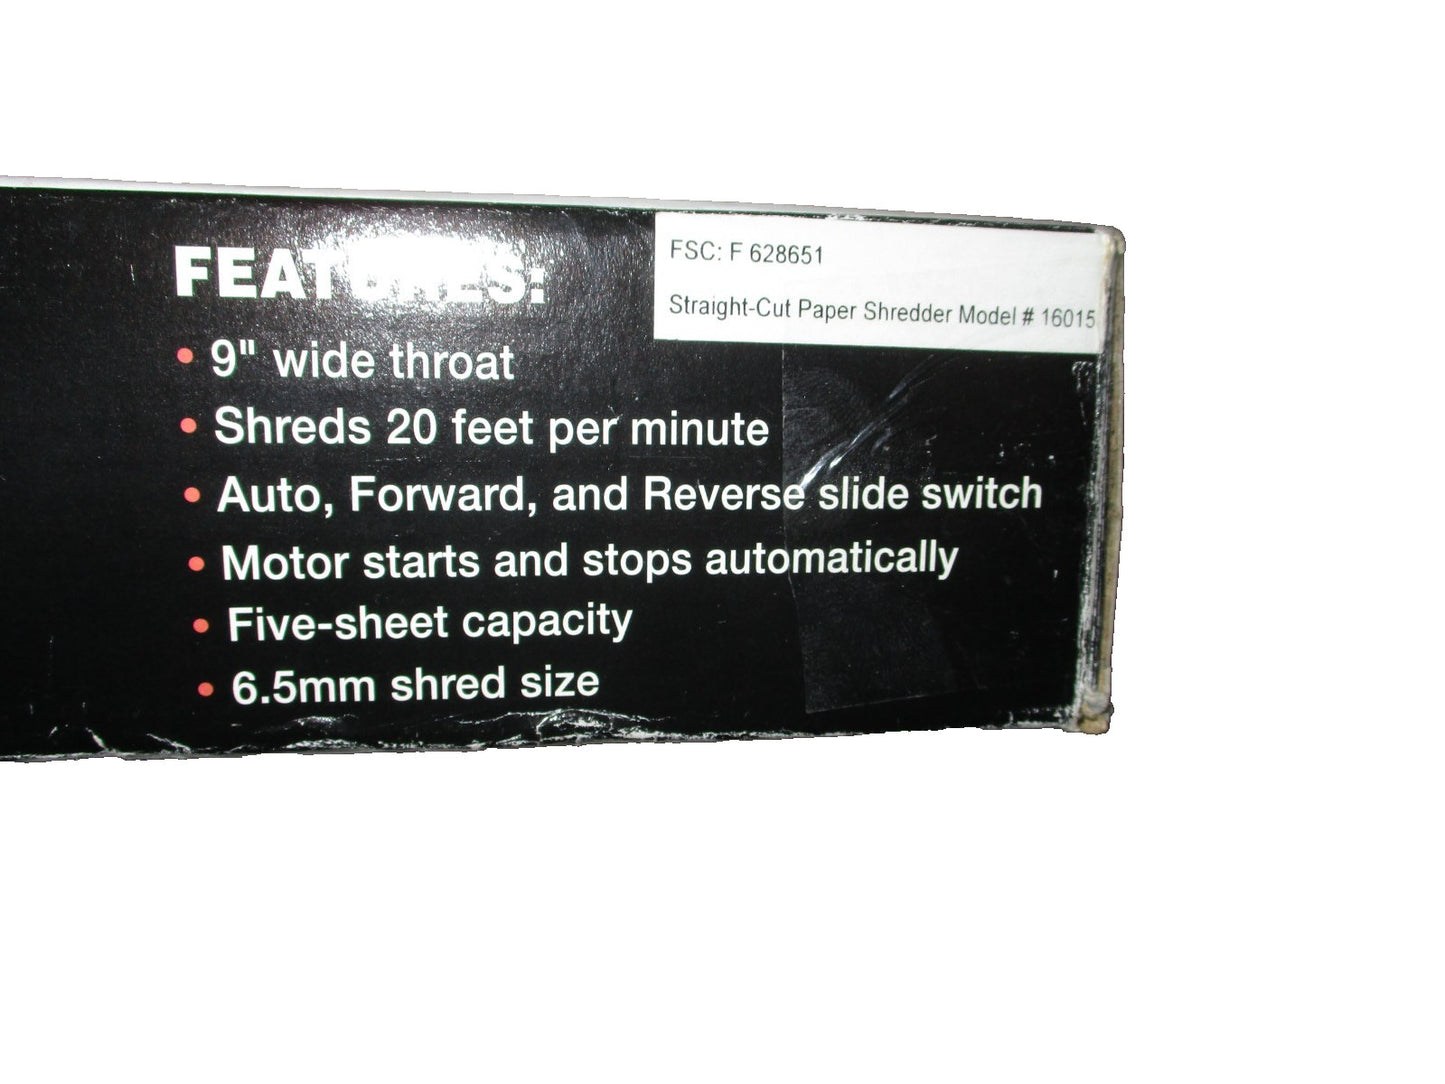 FEATURES:
• 9" wide throat
• Shreds 20 feet per minute
• Auto, Forward, and Reverse slide switch
• Motor starts and stops automatically
• Five-sheet capacity
• 6.5mm shred size
FSC: F 628651
Straight-Cut Paper Shredder Model # 16015